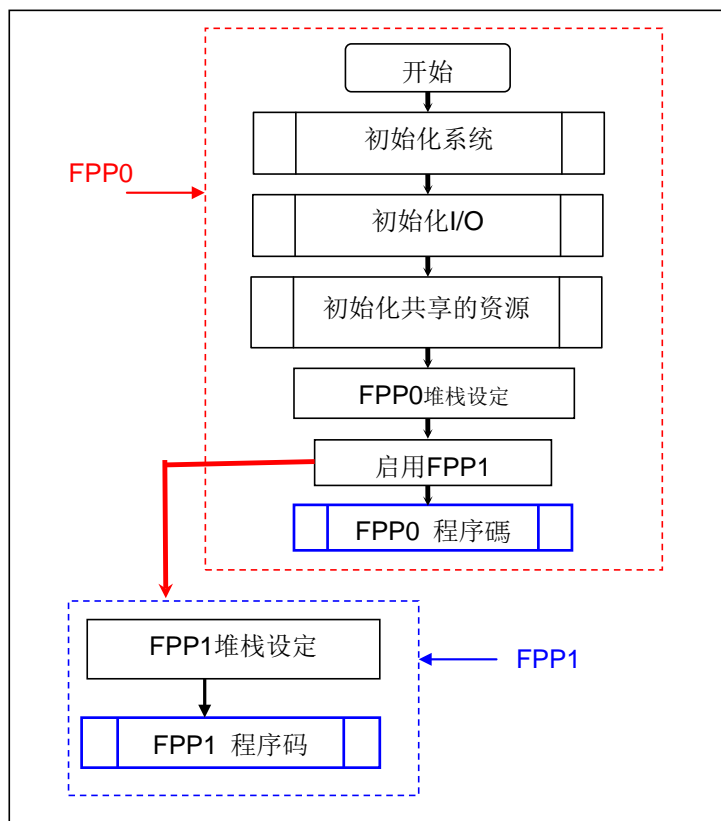 开始
初始化系统
FPP0
初始化I/O
初始化共享的资源
FPP0堆栈设定
启用FPP1
FPP0 程序碼
FPP1堆栈设定
FPP1
FPP1 程序码